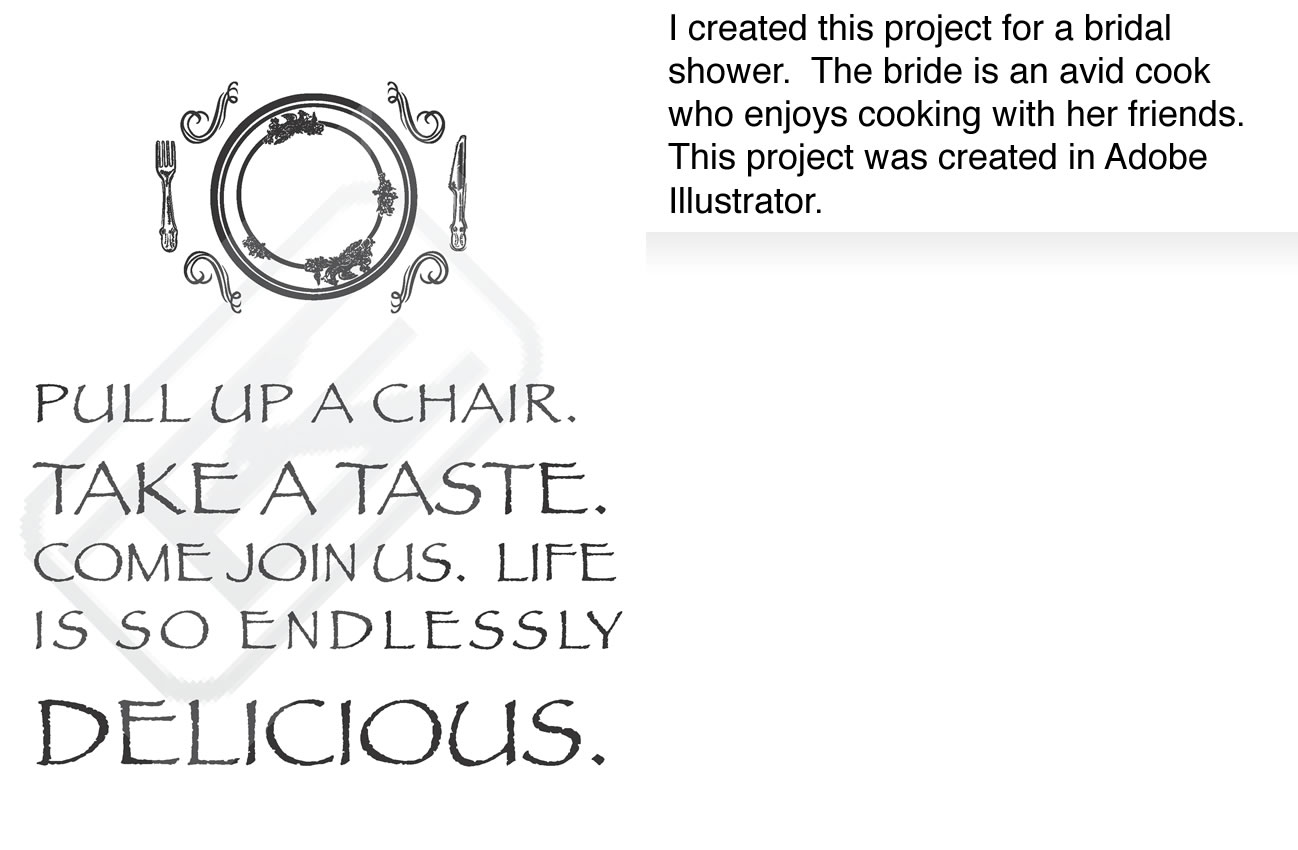 PULL UP A CHAIR.
TAKE A TASTE.
COME JOIN US.  LIFE
IS SO ENDLESSLY
DELICIOUS.
I created this project for a bridal
shower.  The bride is an avid cook
who enjoys cooking with her friends.
This project was created in Adobe
Illustrator.